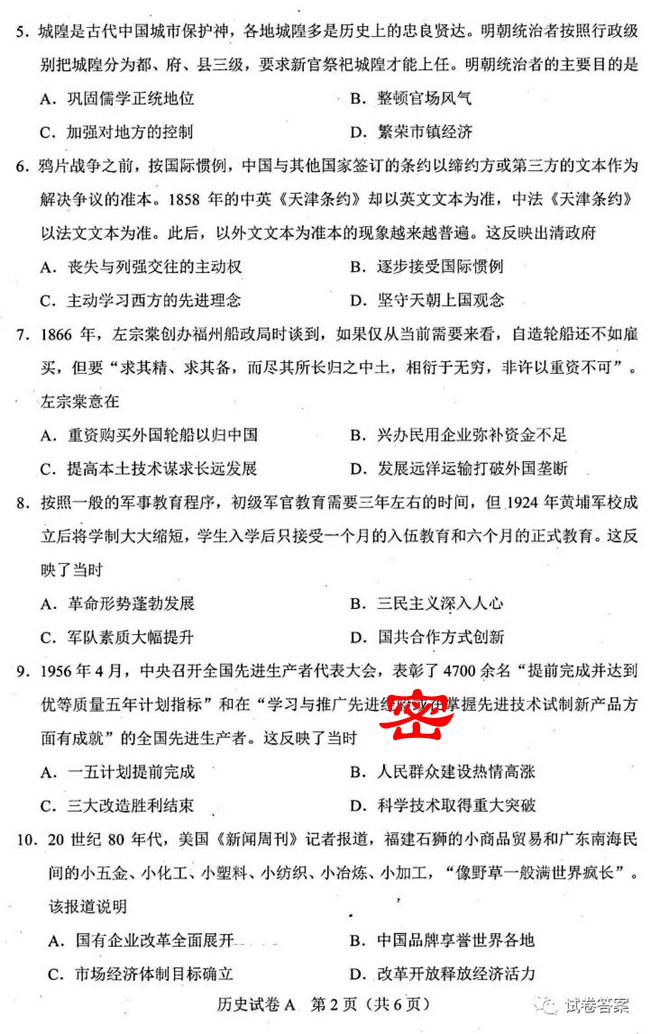 5．城隍是古代中国城市保护神，各地城隍多是历史上的忠良贤达。明朝统治者按照行政级
别把城隍分为都、府、县三级，要求新官祭祀城隍才能上任。明朝统治者的主要目的是
A．巩固儒学正统地位 B．整顿官场风气
C．加强对地方的控制 D．繁荣市镇经济
6．鸦片战争之前，按国际惯例，中国与其他国家签订的条约以缔约方或第三方的文本作为
解决争议的准本。1858 年的中英《天津条约》却以英文文本为准，中法《天津条约》
以法文文本为准。此后，以外文文本为准本的现象越来越普遍。这反映出清政府
A．丧失与列强交往的主动权 B．逐步接受国际惯例
C．主动学习西方的先进理念 D．坚守天朝上国观念
7．1866 年，左宗棠创办福州船政局时谈到，如果仅从当前需要来看，自造轮船还不如雇
买，但要“求其精、求其备，而尽其所长归之中土，相衍于无穷，非许以重资不可”。
左宗棠意在
A．重资购买外国轮船以归中国 B．兴办民用企业弥补资金不足
C．提高本土技术谋求长远发展 D．发展远洋运输打破外国垄断
8．按照一般的军事教育程序，初级军官教育需要三年左右的时间，但 1924 年黄埔军校成
立后将学制大大缩短，学生入学后只接受一个月的入伍教育和六个月的正式教育。这反
映了当时
A．革命形势蓬勃发展 B．三民主义深入人心
C．军队素质大幅提升 D．国共合作方式创新
9．1956 年 4 月，中央召开全国先进生产者代表大会，表彰了 4700 余名“提前完成并达到
优等质量五年计划指标”和在“学习与推广先进 密 掌握先进技术试制新产品方
面有成就”的全国先进生产者。这反映了当时
A．一五计划提前完成 B．人民群众建设热情高涨
C．三大改造胜利结束 D．科学技术取得重大突破
10．20 世纪 80 年代，美国《新闻周刊》记者报道，福建石狮的小商品贸易和广东南海民
间的小五金、小化工、小塑料、小纺织、小冶炼、小加工，“像野草一般满世界疯长”。
该报道说明
A．国有企业改革全面展开 B．中国品牌享誉世界各地
C．市场经济体制目标确立 D．改革开放释放经济活力
历史试卷 A 第 2 页（共 6 页）
试卷答案